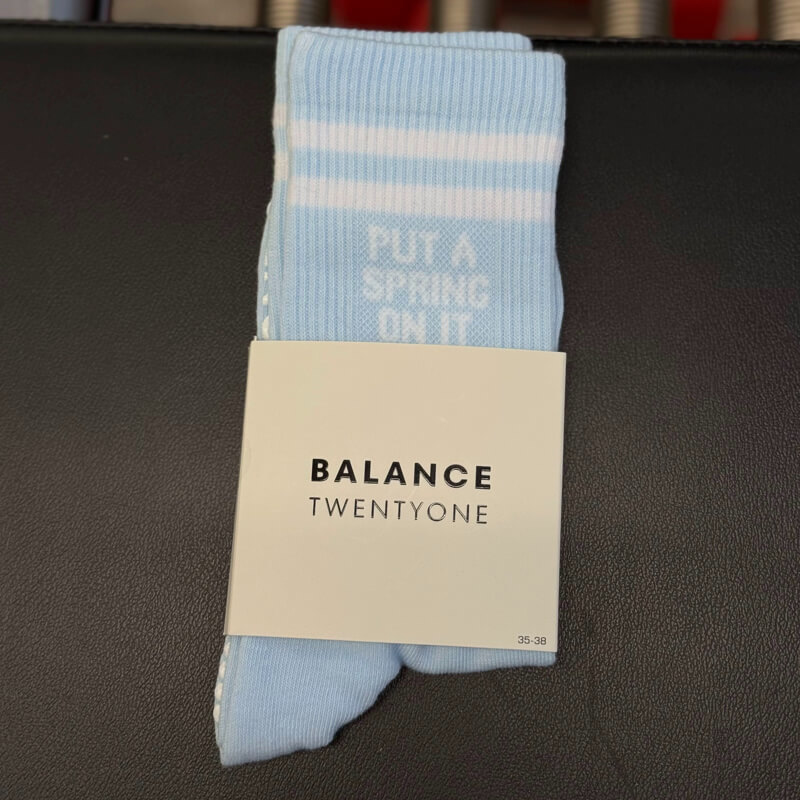 PUT A
SPRING
ON IT
BALANCE
TWENTYONE
35-38